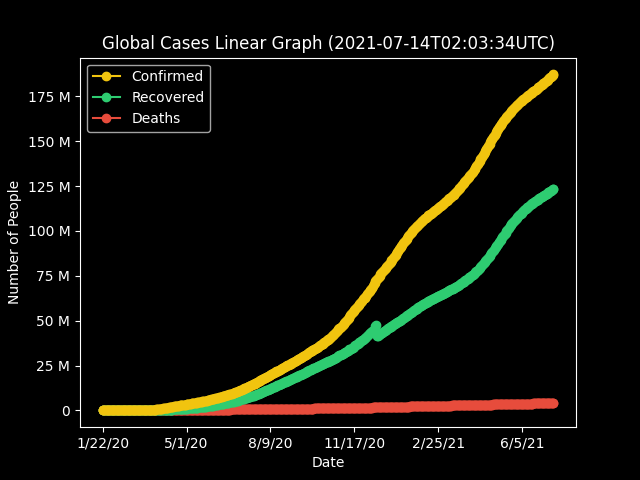 Global Cases Linear Graph (2021-07-14T02:03:34UTC)
Confirmed
Recovered
Deaths
175 M
150 M
125 M
100 M
75 M
50 M
25 M
0
Number of People
1/22/20 5/1/20 8/9/20 11/17/20 2/25/21 6/5/21
Date